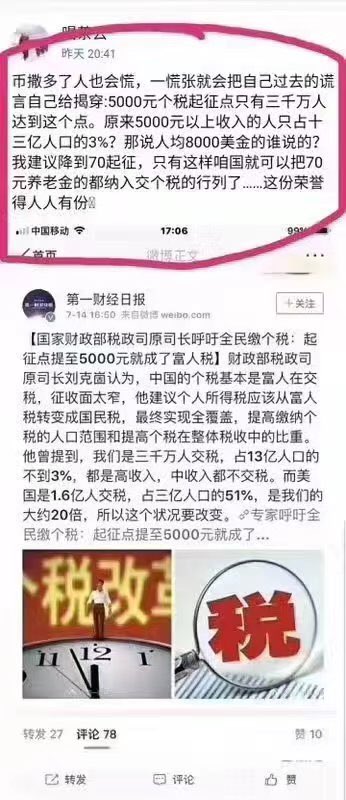 喝茶去
昨天 20:41
币撒多了人也会慌，一慌张就会把自己过去的谎
言自己给揭穿:5000元个税起征点只有三千万人
达到这个点。原来5000元以上收入的人只占十
三亿人口的3%？那说人均8000美金的谁说的？
我建议降到70起征，只有这样咱国就可以把70
元养老金的都纳入交个税的行列了……这份荣誉
得人人有份
中国移动 17:06 99%
首页 微博正文
第一财经日报
7-14 16:50 来自微博 weibo.com
+关注
【国家财政部税政司原司长呼吁全民缴个税：起
征点提至5000元就成了富人税】财政部税政司
原司长刘克崮认为，中国的个税基本是富人在交
税，征收面太窄，他建议个人所得税应该从富人
税转变成国民税，最终实现全覆盖，提高缴纳个
税的人口范围和提高个税在整体税收中的比重。
他曾提到，我们是三千万人交税，占13亿人口的
不到3%，都是高收入，中收入都不交税。而美
国是1.6亿人交税，占三亿人口的51%，是我们的
大约20倍，所以这个状况要改变。专家呼吁全
民缴个税：起征点提至5000元就成了...
个税改革
11 12
税
转发 27 评论 78 赞 10
转发 评论 赞